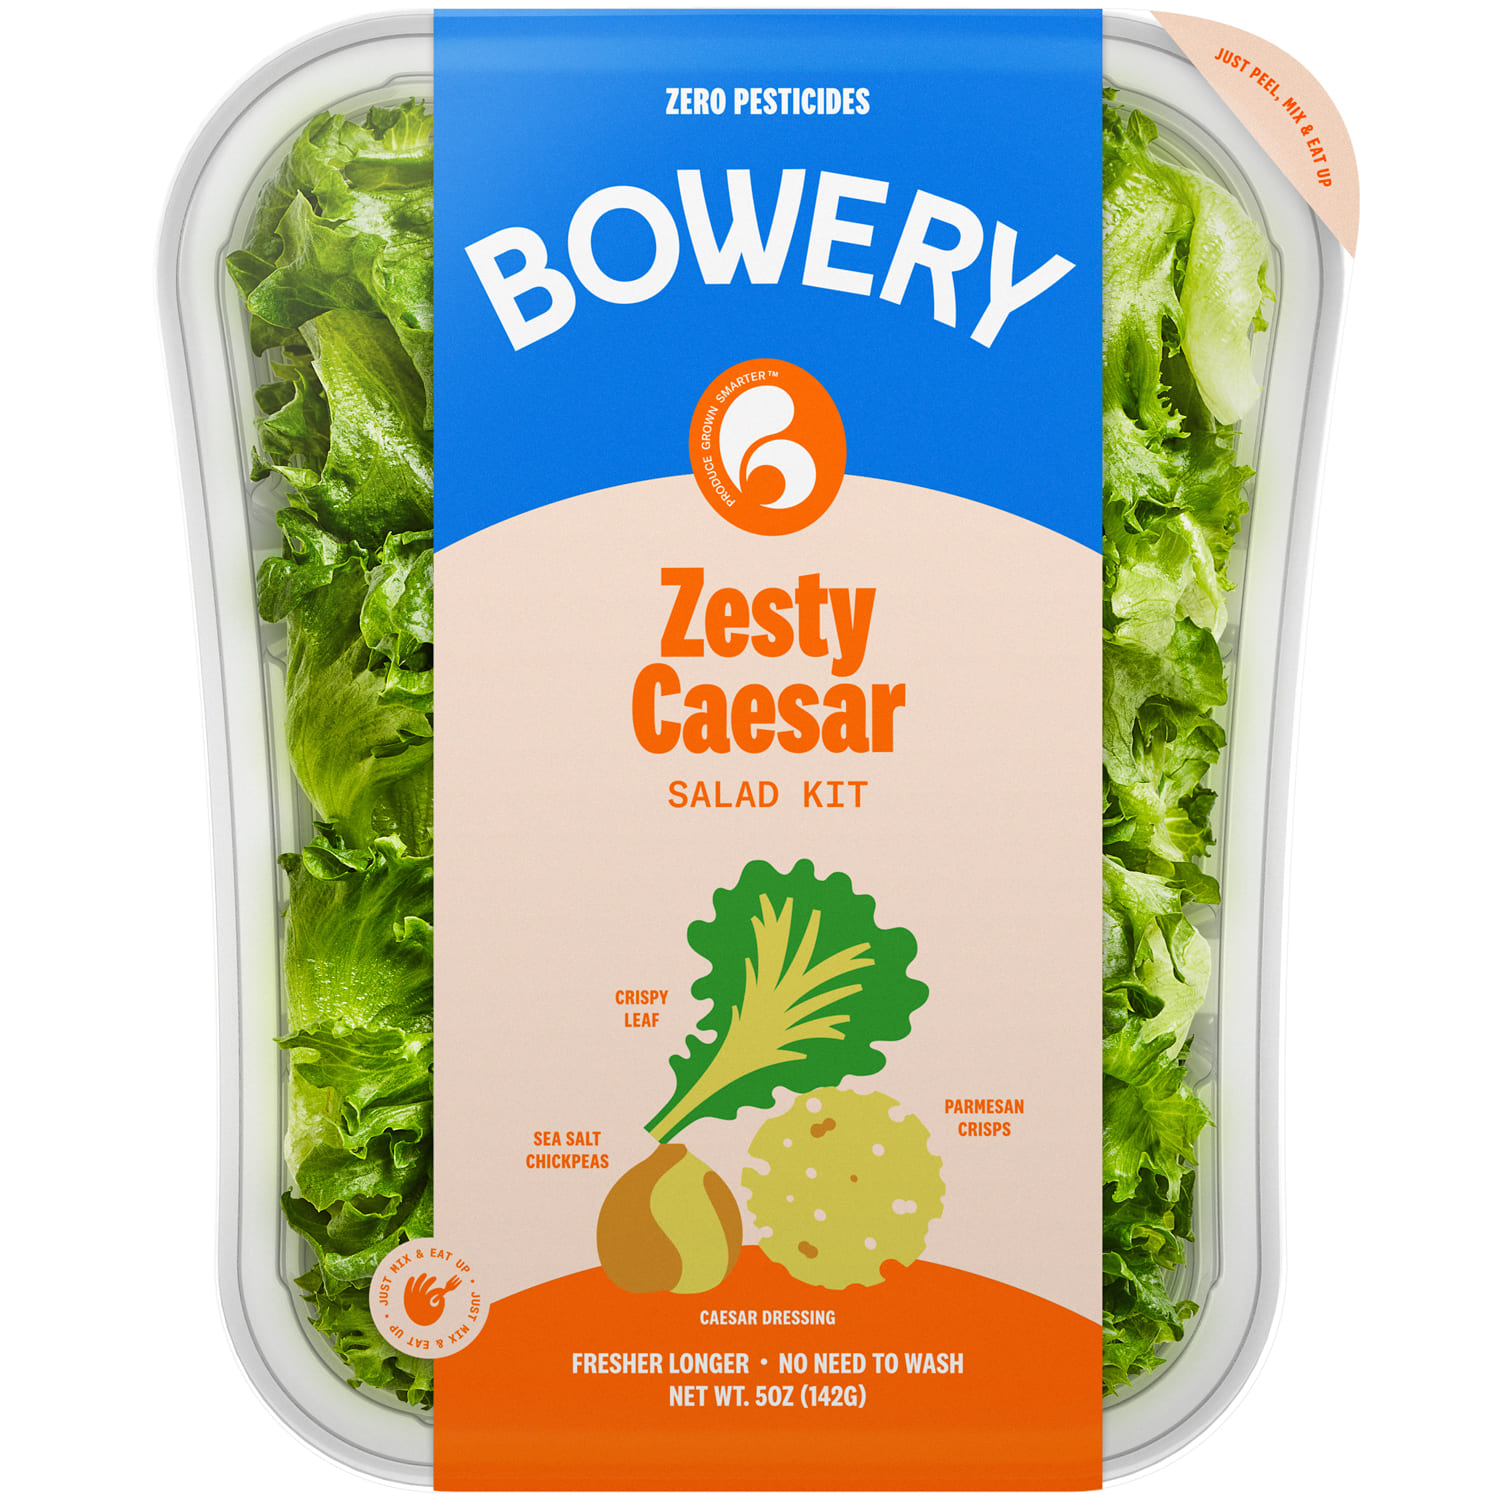 ZERO PESTICIDES
JUST PEEL, MIX & EAT UP
BOWERY
PRODUCE GROWN SMARTER™
Zesty
Caesar
SALAD KIT
CRISPY
LEAF
PARMESAN
CRISPS
SEA SALT
CHICKPEAS
JUST MIX & EAT UP • JUST MIX & EAT UP •
CAESAR DRESSING
FRESHER LONGER • NO NEED TO WASH
NET WT. 5OZ (142G)